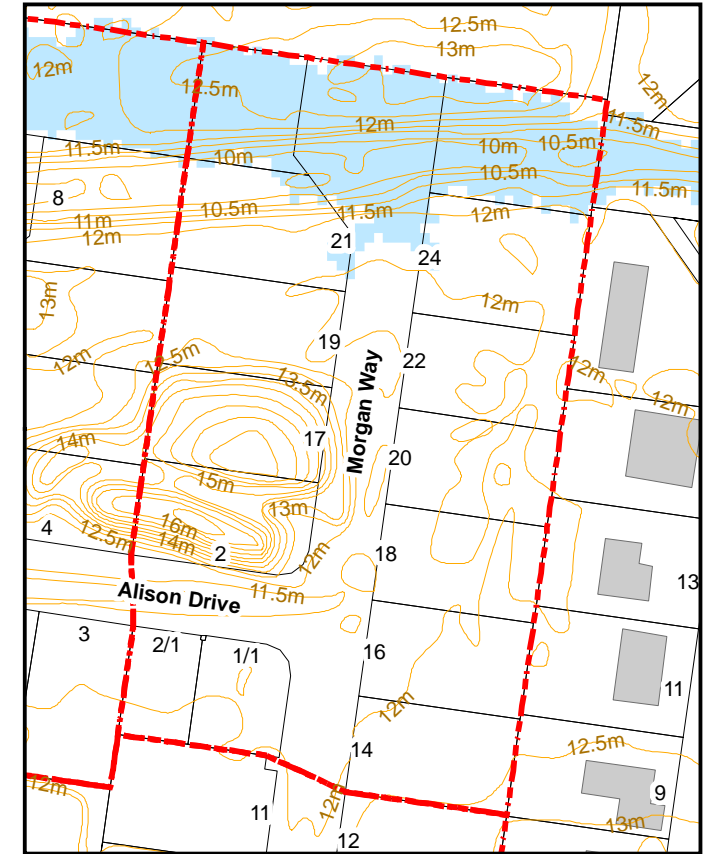 12.5m
13m
12m
12.5m
12m
11.5m
12m
10m
10.5m
11.5m
10m
10.5m
11.5m
8
10.5m
11.5m
12m
11m
12m
21
24
13m
12m
19
22
12m
12.5m
13.5m
12m
12m
Morgan Way
17
14m
15m
20
13m
16m
12.5m
14m
4
2
12m
18
13
Alison Drive
11.5m
3
2/1
1/1
16
11
12m
14
12.5m
12m
12m
11
9
13m
12